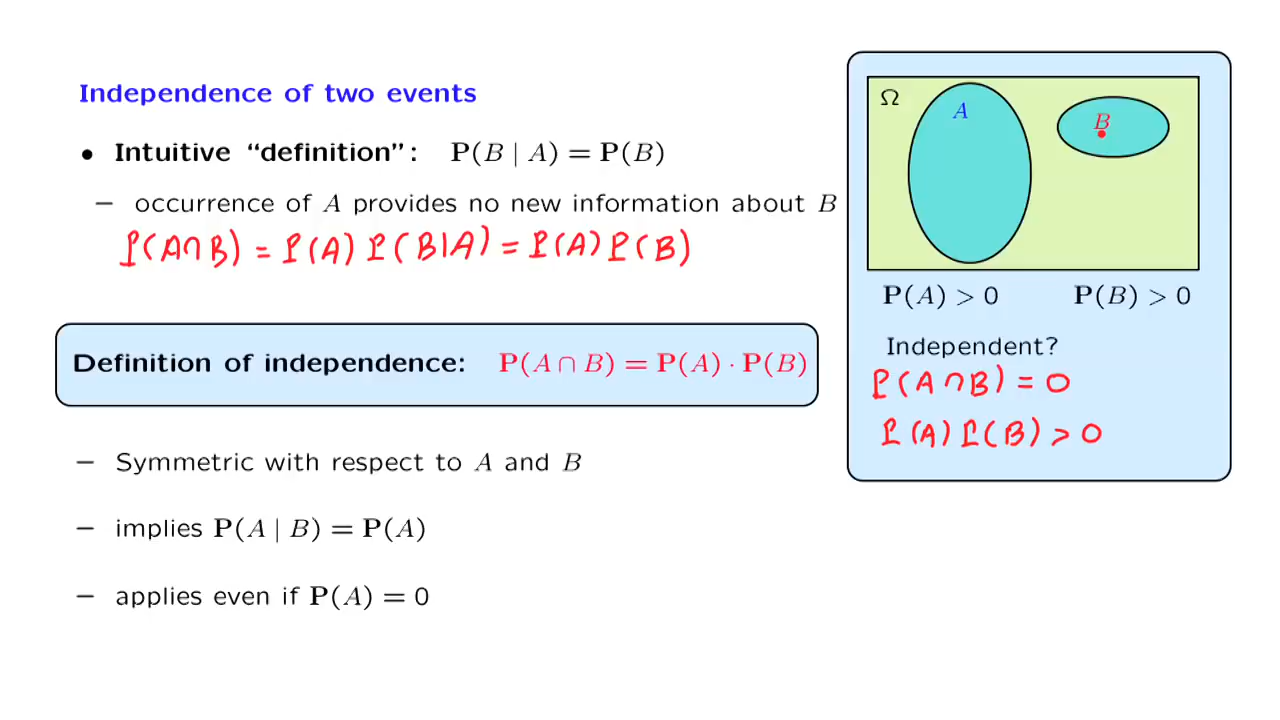 Independence of two events
• Intuitive “definition”: P(B | A) = P(B)
– occurrence of A provides no new information about B
P(A∩B) = P(A) P(B|A) = P(A) P(B)
Definition of independence: P(A ∩ B) = P(A) · P(B)
– Symmetric with respect to A and B
– implies P(A | B) = P(A)
– applies even if P(A) = 0
Ω
A
B
P(A) > 0 P(B) > 0
Independent?
P(A∩B) = 0
P(A) P(B) > 0